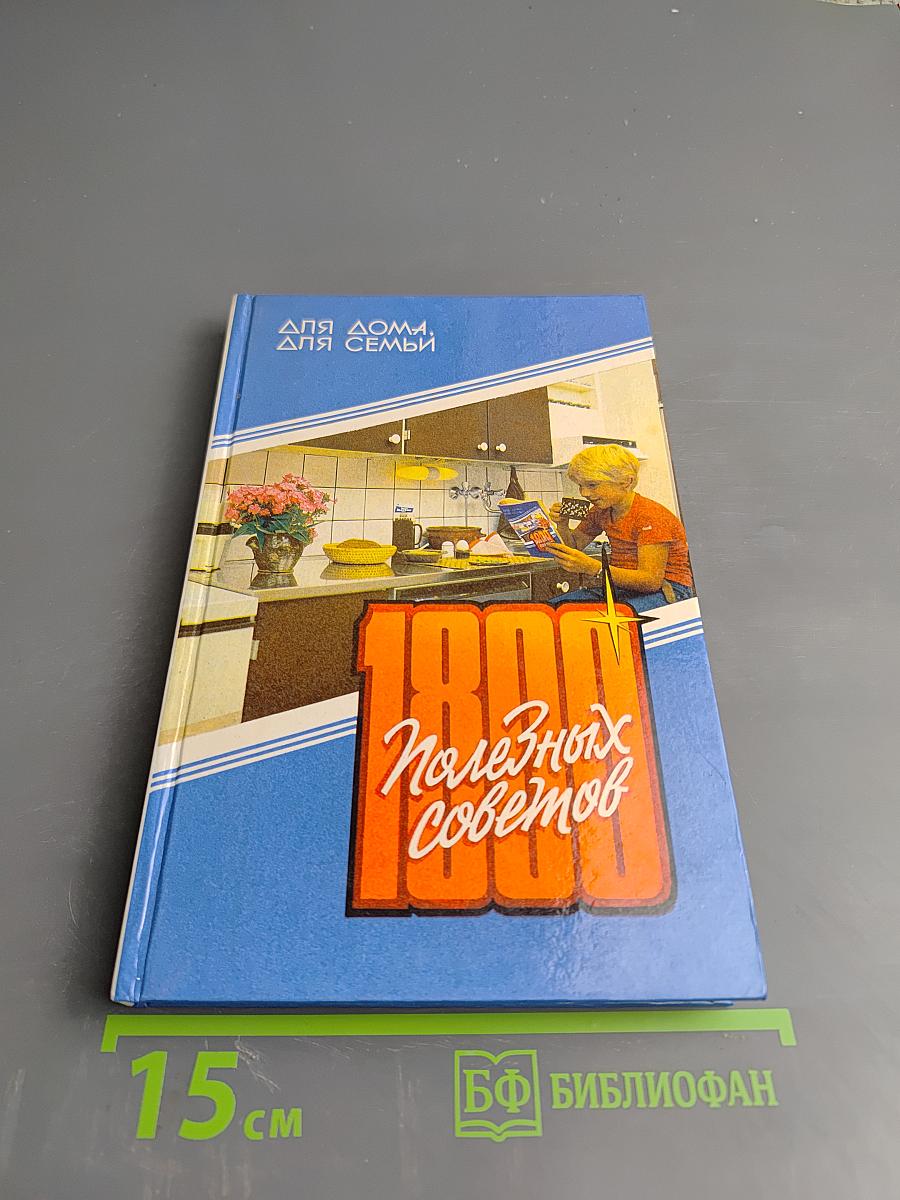 ДЛЯ ДОМА,
ДЛЯ СЕМЬИ
1800
Полезных
советов
15 см
БФ БИБЛИОФАН